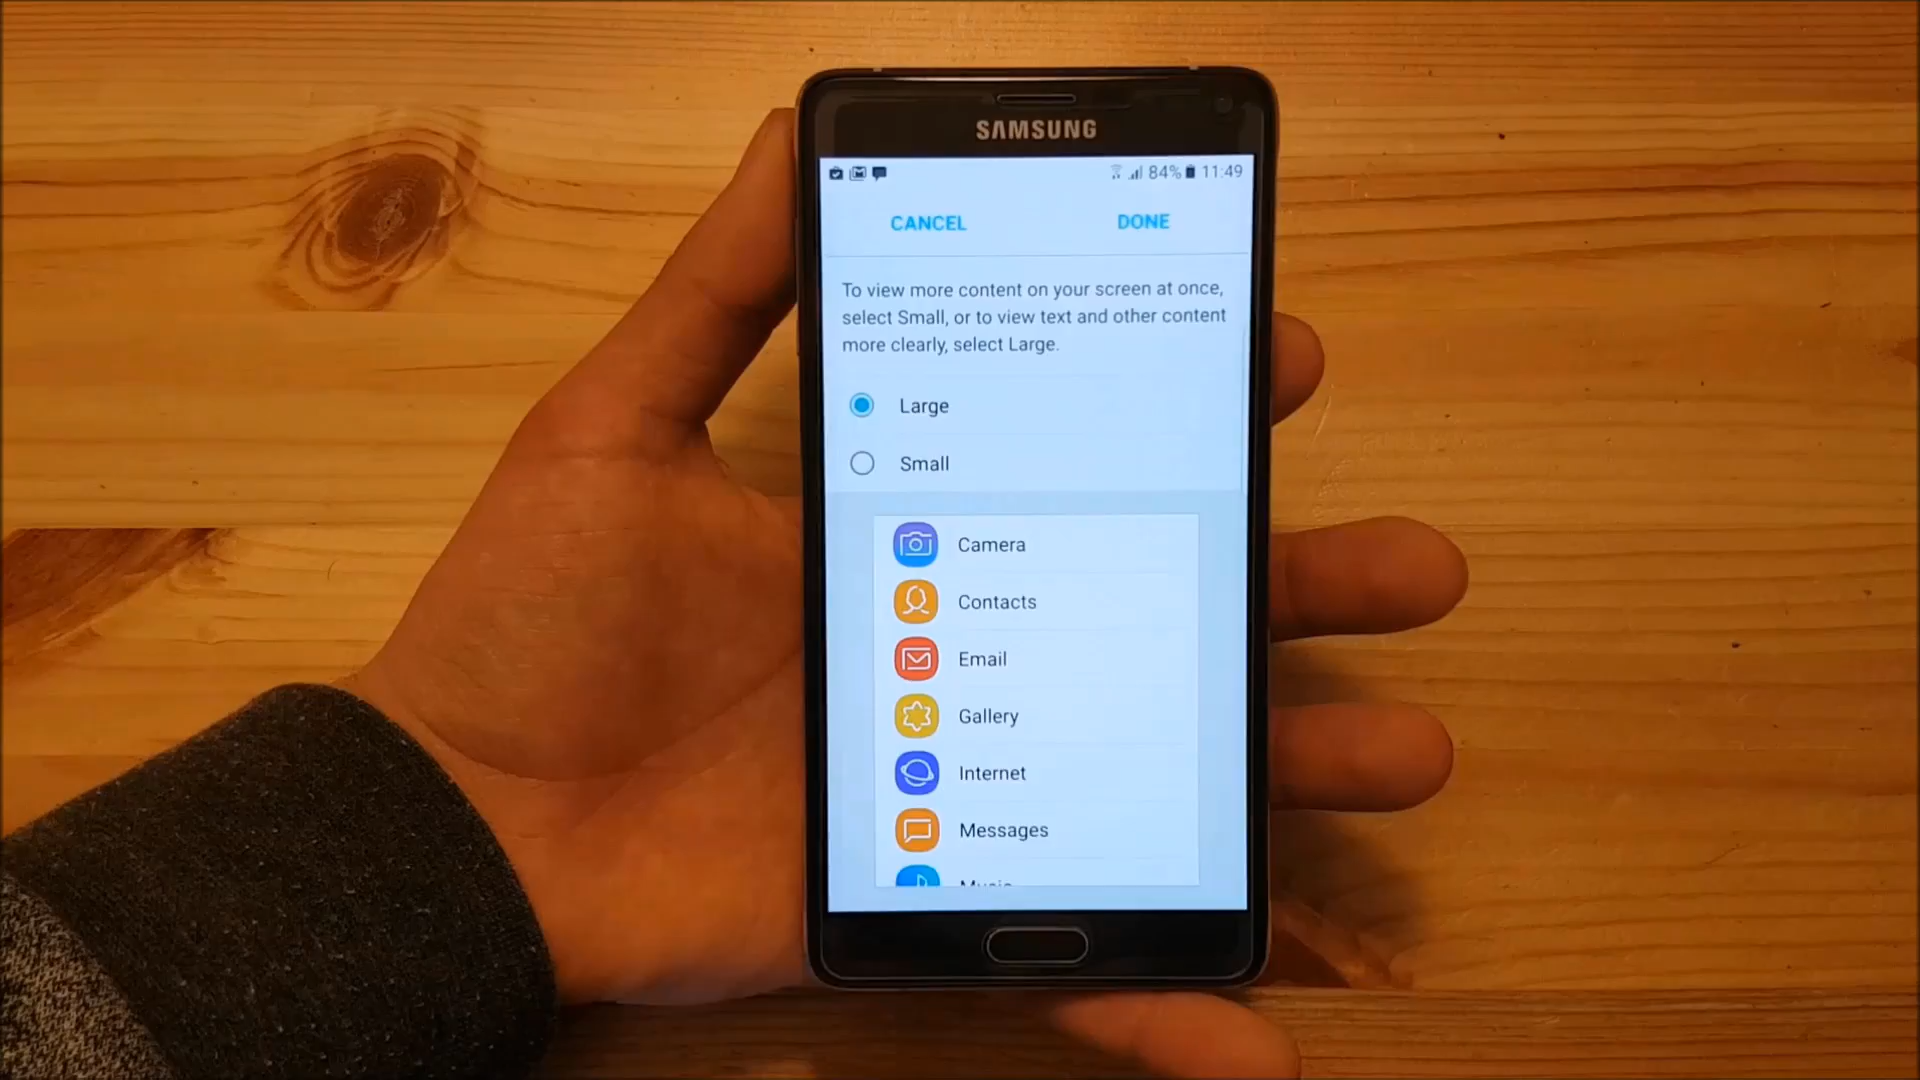 SAMSUNG
84% 11:49
CANCEL DONE
To view more content on your screen at once,
select Small, or to view text and other content
more clearly, select Large.
Large
Small
Camera
Contacts
Email
Gallery
Internet
Messages
Music